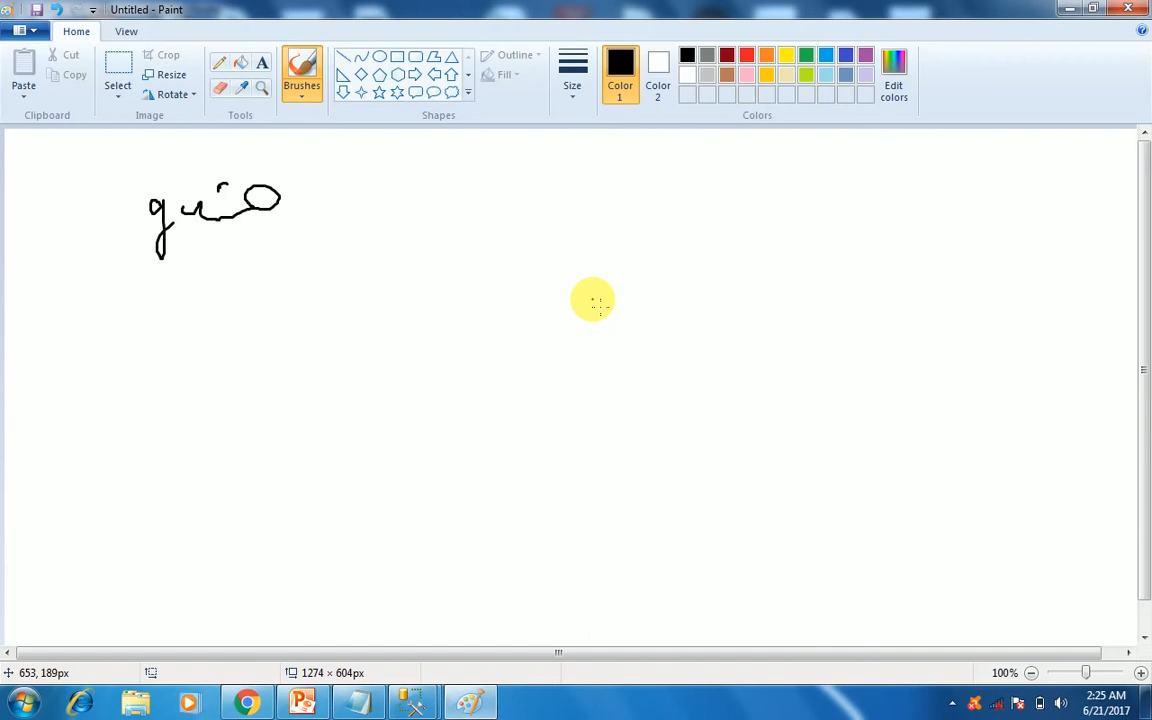 Untitled - Paint
Home View
Paste
Cut
Copy
Clipboard
Select
Crop
Resize
Rotate
Image
Tools
Brushes
Outline
Fill
Shapes
Size
Color 1
Color 2
Edit colors
Colors
653, 189px
1274 × 604px
100%
2:25 AM
6/21/2017